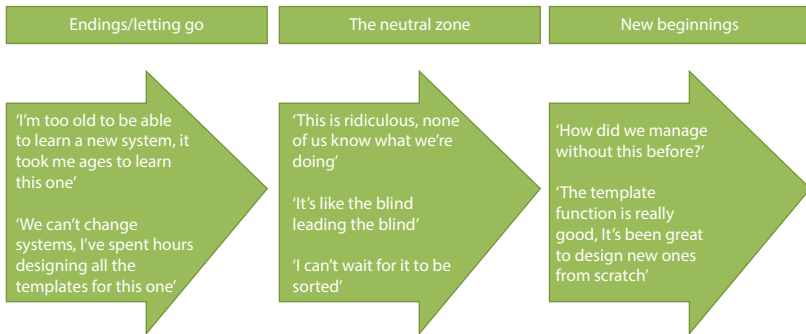 Endings/letting go
The neutral zone
New beginnings
‘I’m too old to be able
to learn a new system, it
took me ages to learn
this one’
‘We can’t change
systems, I’ve spent hours
designing all the
templates for this one’
‘This is ridiculous, none
of us know what we’re
doing’
‘It’s like the blind
leading the blind’
‘I can’t wait for it to be
sorted’
‘How did we manage
without this before?’
‘The template
function is really
good, It’s been great
to design new ones
from scratch’